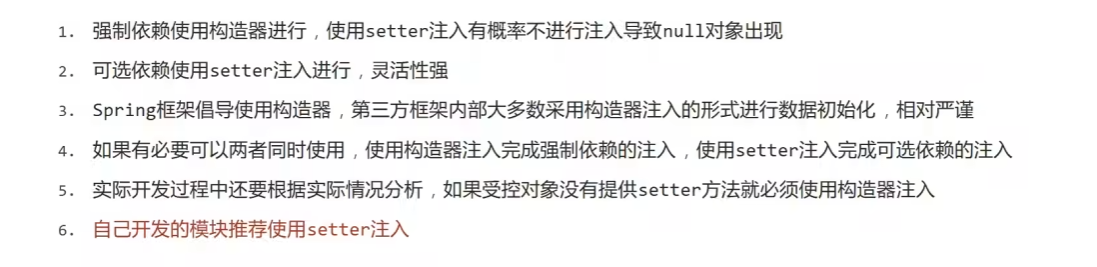 1. 强制依赖使用构造器进行，使用setter注入有概率不进行注入导致null对象出现
2. 可选依赖使用setter注入进行，灵活性强
3. Spring框架倡导使用构造器，第三方框架内部大多数采用构造器注入的形式进行数据初始化，相对严谨
4. 如果有必要可以两者同时使用，使用构造器注入完成强制依赖的注入，使用setter注入完成可选依赖的注入
5. 实际开发过程中还要根据实际情况分析，如果受控对象没有提供setter方法就必须使用构造器注入
6. 自己开发的模块推荐使用setter注入